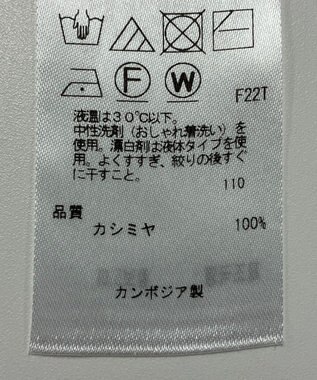 F W
F22T
液温は30℃以下。
中性洗剤(おしゃれ着洗い)を
使用。漂白剤は液体タイプを使
用。よくすすぎ、絞りの後すぐ
に干すこと。
110
品質
カシミヤ 100%
カンボジア製